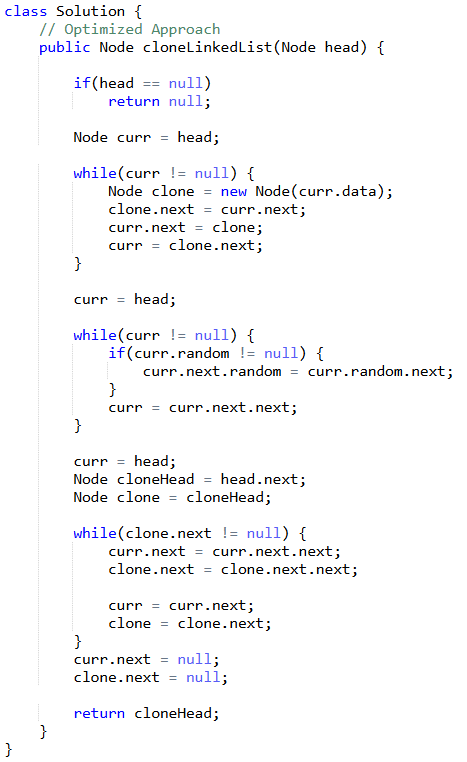 class Solution {
    // Optimized Approach
    public Node cloneLinkedList(Node head) {

        if(head == null)
            return null;

        Node curr = head;

        while(curr != null) {
            Node clone = new Node(curr.data);
            clone.next = curr.next;
            curr.next = clone;
            curr = clone.next;
        }

        curr = head;

        while(curr != null) {
            if(curr.random != null) {
                curr.next.random = curr.random.next;
            }
            curr = curr.next.next;
        }

        curr = head;
        Node cloneHead = head.next;
        Node clone = cloneHead;

        while(clone.next != null) {
            curr.next = curr.next.next;
            clone.next = clone.next.next;

            curr = curr.next;
            clone = clone.next;
        }
        curr.next = null;
        clone.next = null;

        return cloneHead;
    }
}